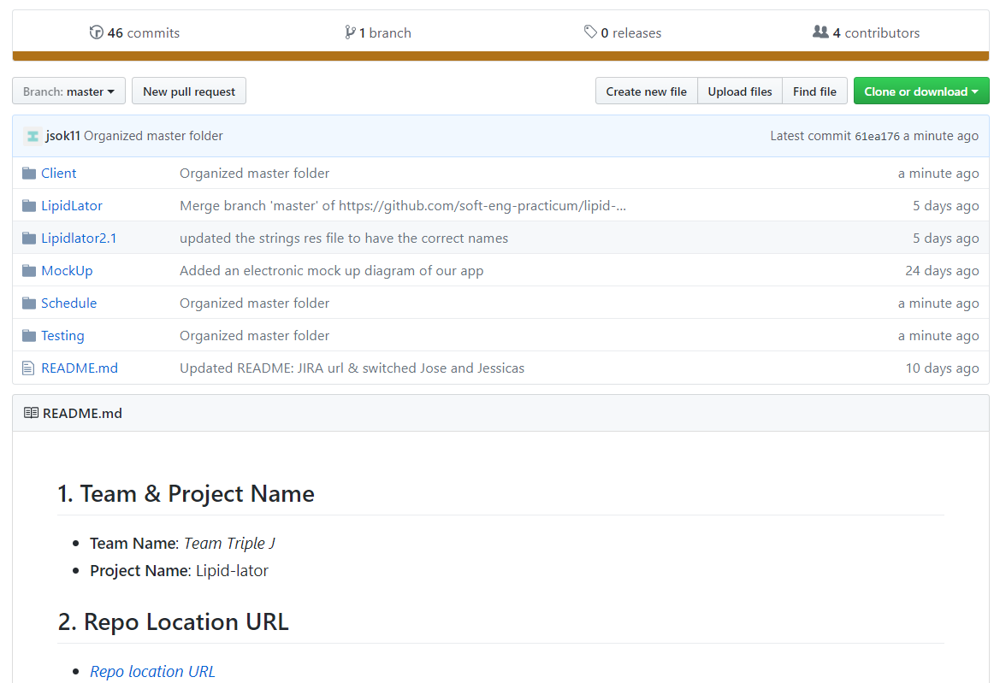 46 commits 1 branch 0 releases 4 contributors
Branch: master New pull request Create new file Upload files Find file Clone or download
jsok11 Organized master folder Latest commit 61ea176 a minute ago
Client Organized master folder a minute ago
LipidLator Merge branch 'master' of https://github.com/soft-eng-practicum/lipid-... 5 days ago
Lipidlator2.1 updated the strings res file to have the correct names 5 days ago
MockUp Added an electronic mock up diagram of our app 24 days ago
Schedule Organized master folder a minute ago
Testing Organized master folder a minute ago
README.md Updated README: JIRA url & switched Jose and Jessicas 10 days ago
README.md
1. Team & Project Name
• Team Name: Team Triple J
• Project Name: Lipid-lator
2. Repo Location URL
• Repo location URL